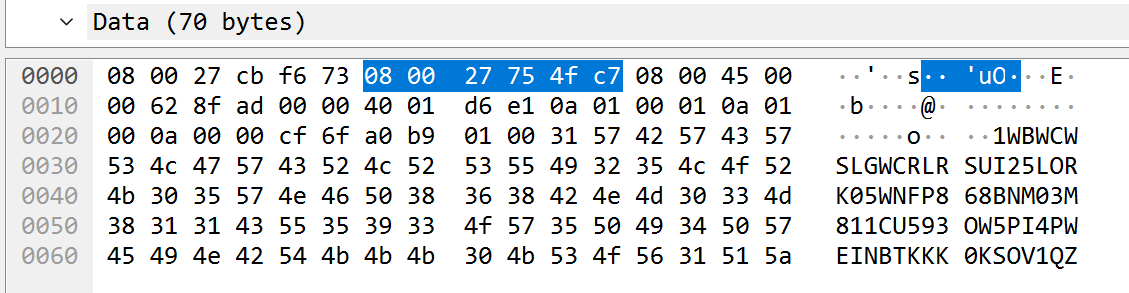 Data (70 bytes)
0000 08 00 27 cb f6 73 08 00 27 75 4f c7 08 00 45 00 ··'··s·· 'uO···E·
0010 00 62 8f ad 00 00 40 01 d6 e1 0a 01 00 01 0a 01 ·b····@· ········
0020 00 0a 00 00 cf 6f a0 b9 01 00 31 57 42 57 43 57 ·····o·· ··1WBWCW
0030 53 4c 47 57 43 52 4c 52 53 55 49 32 35 4c 4f 52 SLGWCRLR SUI25LOR
0040 4b 30 35 57 4e 46 50 38 36 38 42 4e 4d 30 33 4d K05WNFP8 68BNM03M
0050 38 31 31 43 55 35 39 33 4f 57 35 50 49 34 50 57 811CU593 OW5PI4PW
0060 45 49 4e 42 54 4b 4b 4b 30 4b 53 4f 56 31 51 5a EINBTKKK 0KSOV1QZ